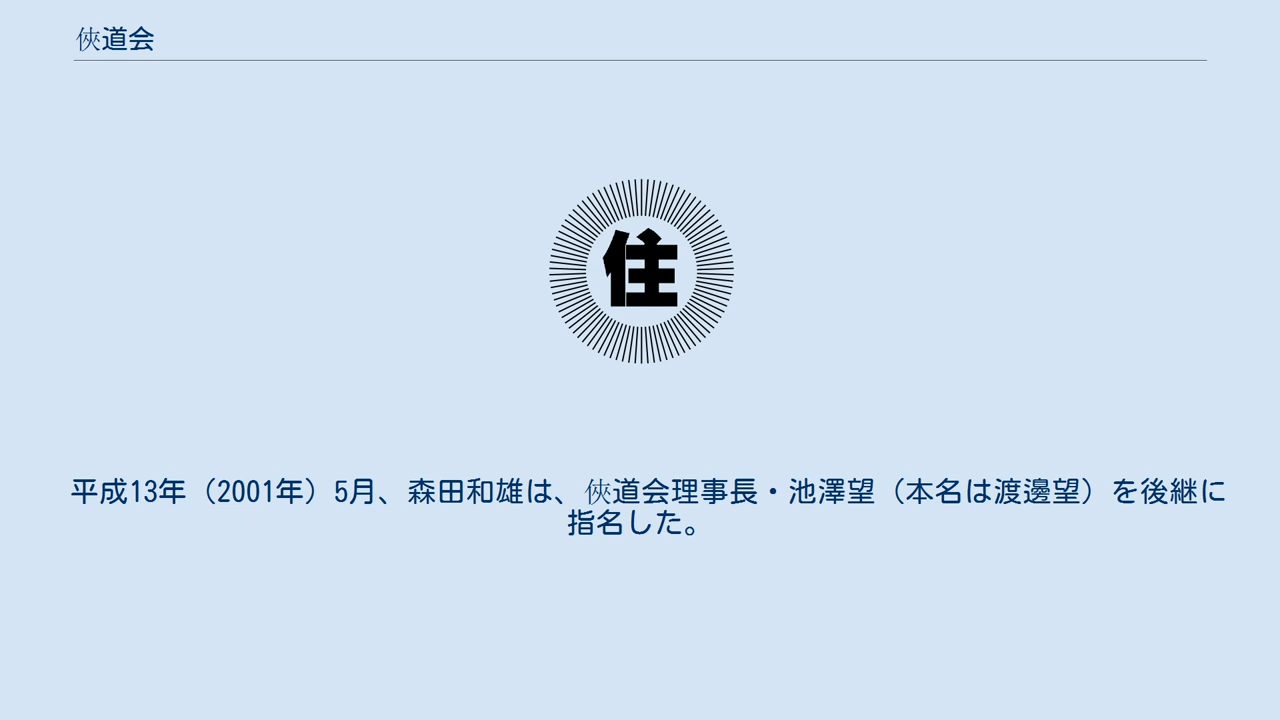 俠道会
住
平成13年（2001年）5月、森田和雄は、俠道会理事長・池澤望（本名は渡邊望）を後継に
指名した。